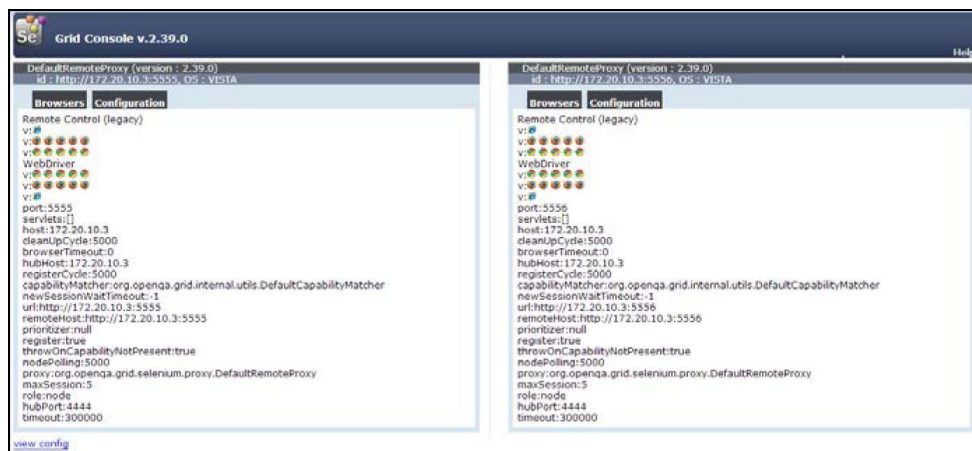 Se
Grid Console v.2.39.0
Help
DefaultRemoteProxy (version : 2.39.0)
id : http://172.20.10.3:5555, OS : VISTA
Browsers Configuration
Remote Control (legacy)
v:
v:
v:
WebDriver
v:
v:
v:
port:5555
servlets:[]
host:172.20.10.3
cleanUpCycle:5000
browserTimeout:0
hubHost:172.20.10.3
registerCycle:5000
capabilityMatcher:org.openqa.grid.internal.utils.DefaultCapabilityMatcher
newSessionWaitTimeout:-1
url:http://172.20.10.3:5555
remoteHost:http://172.20.10.3:5555
prioritizer:null
register:true
throwOnCapabilityNotPresent:true
nodePolling:5000
proxy:org.openqa.grid.selenium.proxy.DefaultRemoteProxy
maxSession:5
role:node
hubPort:4444
timeout:300000
DefaultRemoteProxy (version : 2.39.0)
id : http://172.20.10.3:5556, OS : VISTA
Browsers Configuration
Remote Control (legacy)
v:
v:
v:
WebDriver
v:
v:
v:
port:5556
servlets:[]
host:172.20.10.3
cleanUpCycle:5000
browserTimeout:0
hubHost:172.20.10.3
registerCycle:5000
capabilityMatcher:org.openqa.grid.internal.utils.DefaultCapabilityMatcher
newSessionWaitTimeout:-1
url:http://172.20.10.3:5556
remoteHost:http://172.20.10.3:5556
prioritizer:null
register:true
throwOnCapabilityNotPresent:true
nodePolling:5000
proxy:org.openqa.grid.selenium.proxy.DefaultRemoteProxy
maxSession:5
role:node
hubPort:4444
timeout:300000
view config